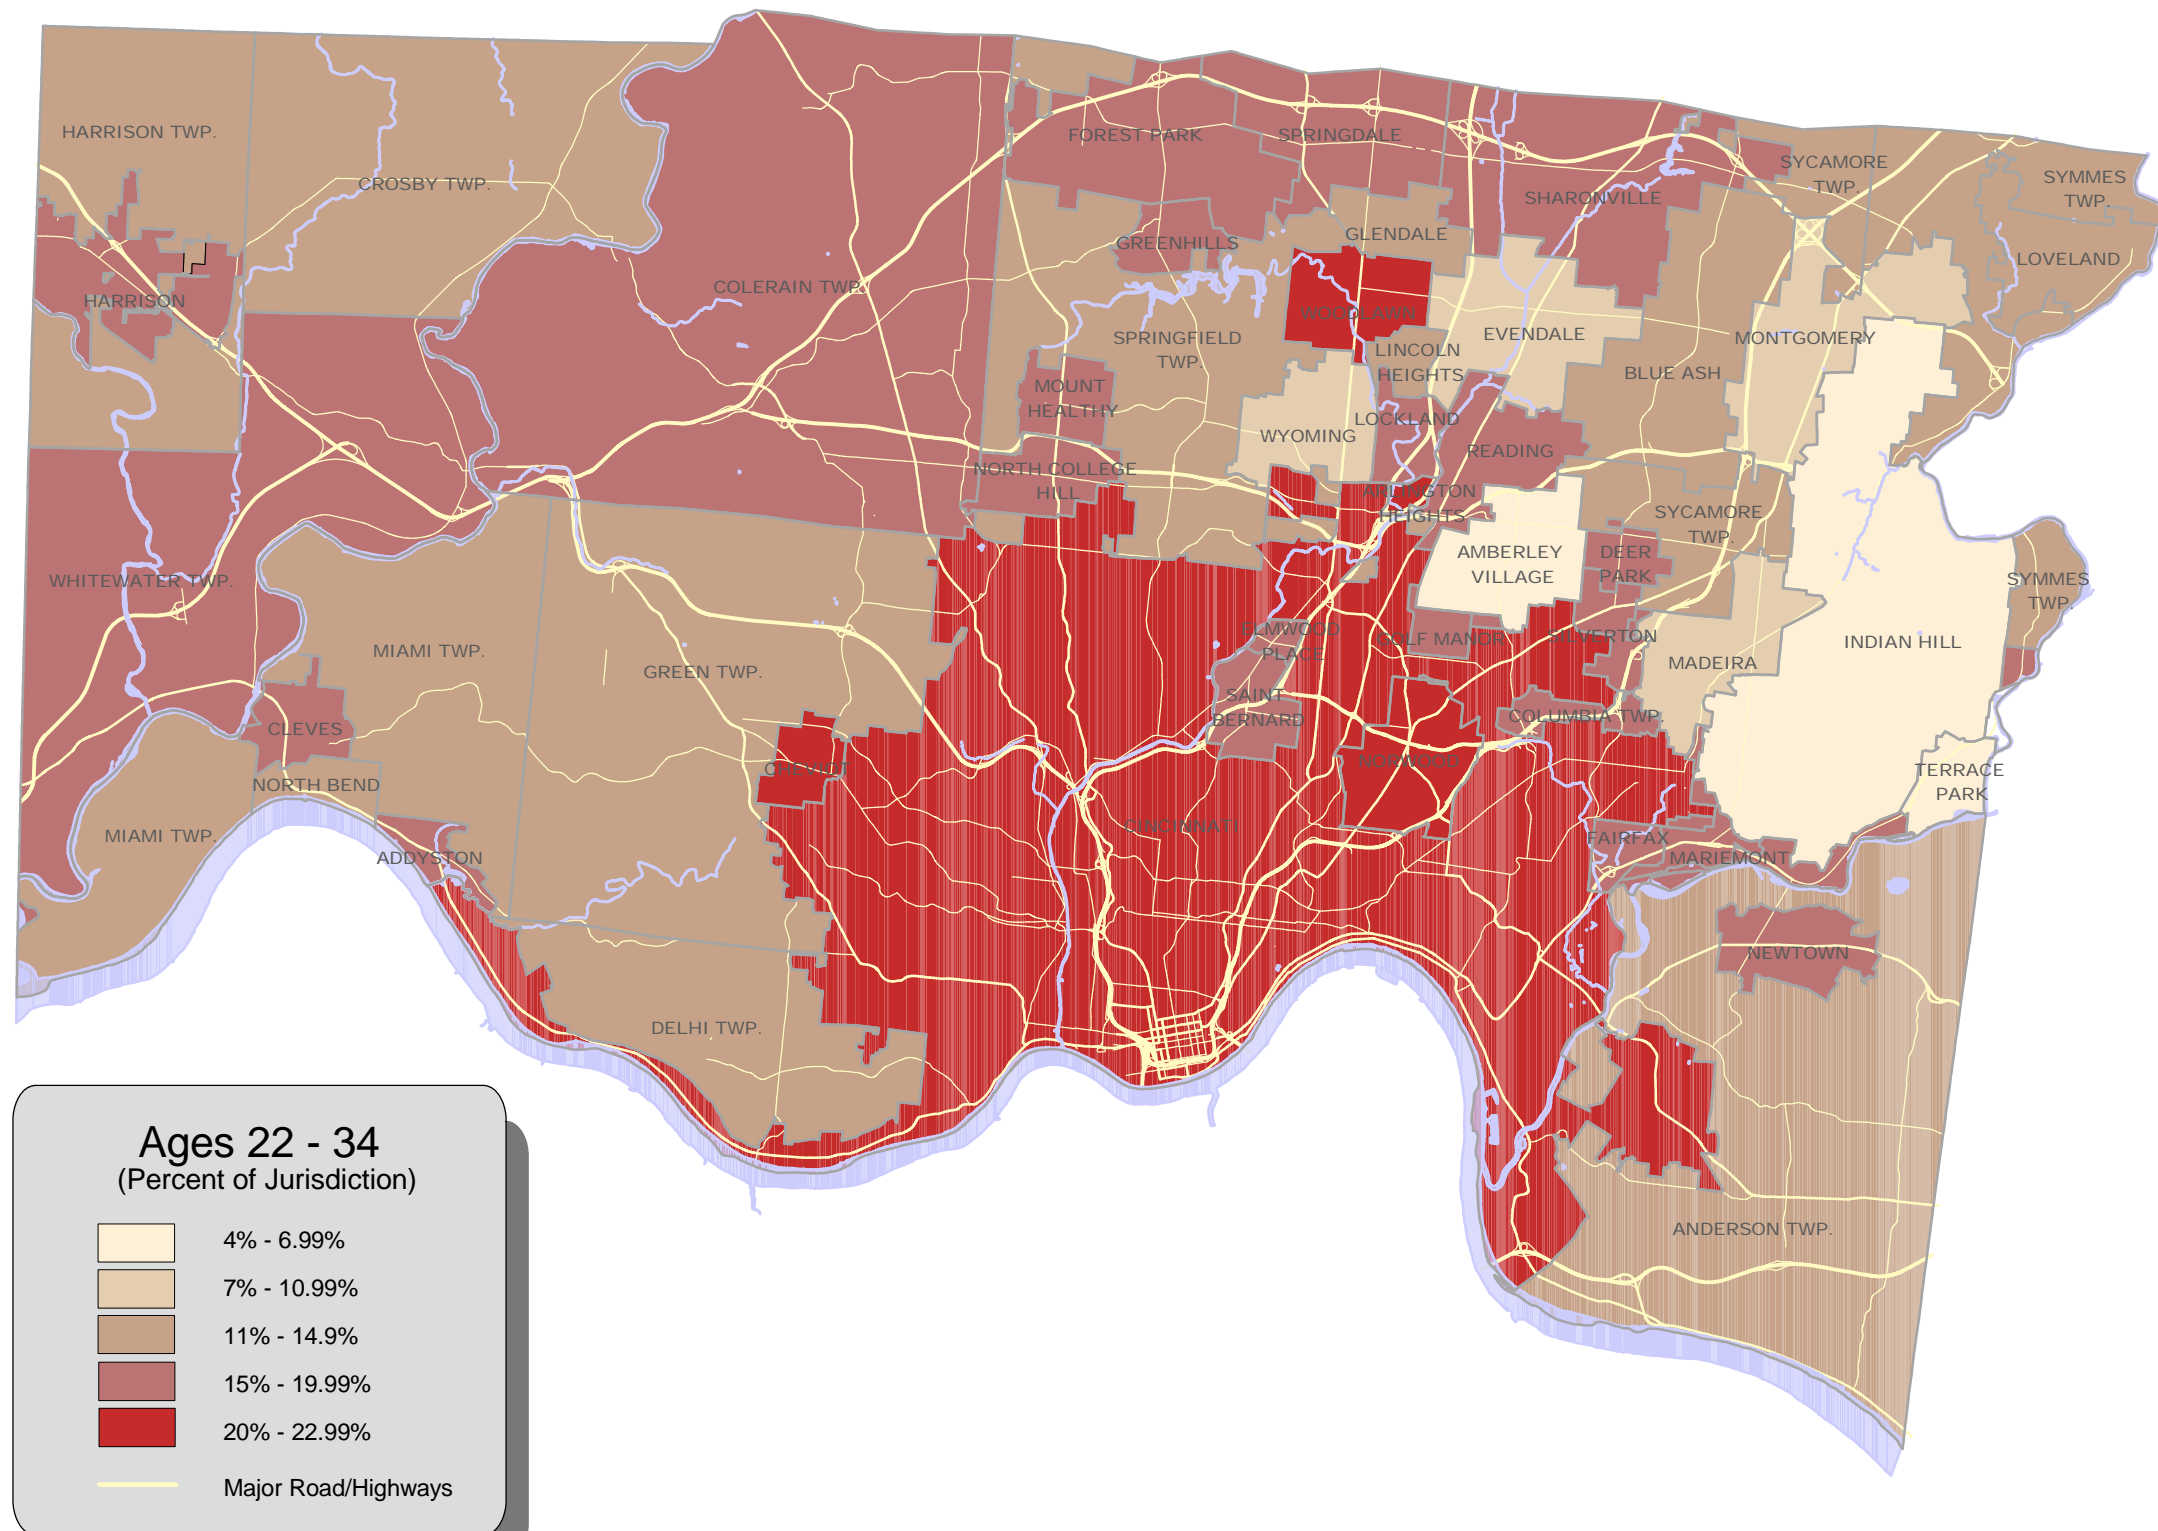 HARRISON TWP.
CROSBY TWP.
FOREST PARK
SPRINGDALE
SYCAMORE
TWP.
SYMMES
TWP.
SHARONVILLE
GREENHILLS
GLENDALE
LOVELAND
HARRISON
COLERAIN TWP.
WOODLAWN
SPRINGFIELD
TWP.
EVENDALE
MONTGOMERY
LINCOLN
HEIGHTS
BLUE ASH
MOUNT
HEALTHY
LOCKLAND
WYOMING
READING
NORTH COLLEGE
HILL
ARLINGTON
HEIGHTS
SYCAMORE
TWP.
AMBERLEY
VILLAGE
DEER
PARK
WHITEWATER TWP.
SYMMES
TWP.
ELMWOOD
PLACE
GOLF MANOR
SILVERTON
INDIAN HILL
MIAMI TWP.
GREEN TWP.
MADEIRA
SAINT
BERNARD
COLUMBIA TWP.
CLEVES
CHEVIOT
NORWOOD
TERRACE
PARK
NORTH BEND
MIAMI TWP.
CINCINNATI
FAIRFAX
ADDYSTON
MARIEMONT
NEWTOWN
DELHI TWP.
ANDERSON TWP.
Ages 22 - 34
(Percent of Jurisdiction)
4% - 6.99%
7% - 10.99%
11% - 14.9%
15% - 19.99%
20% - 22.99%
Major Road/Highways